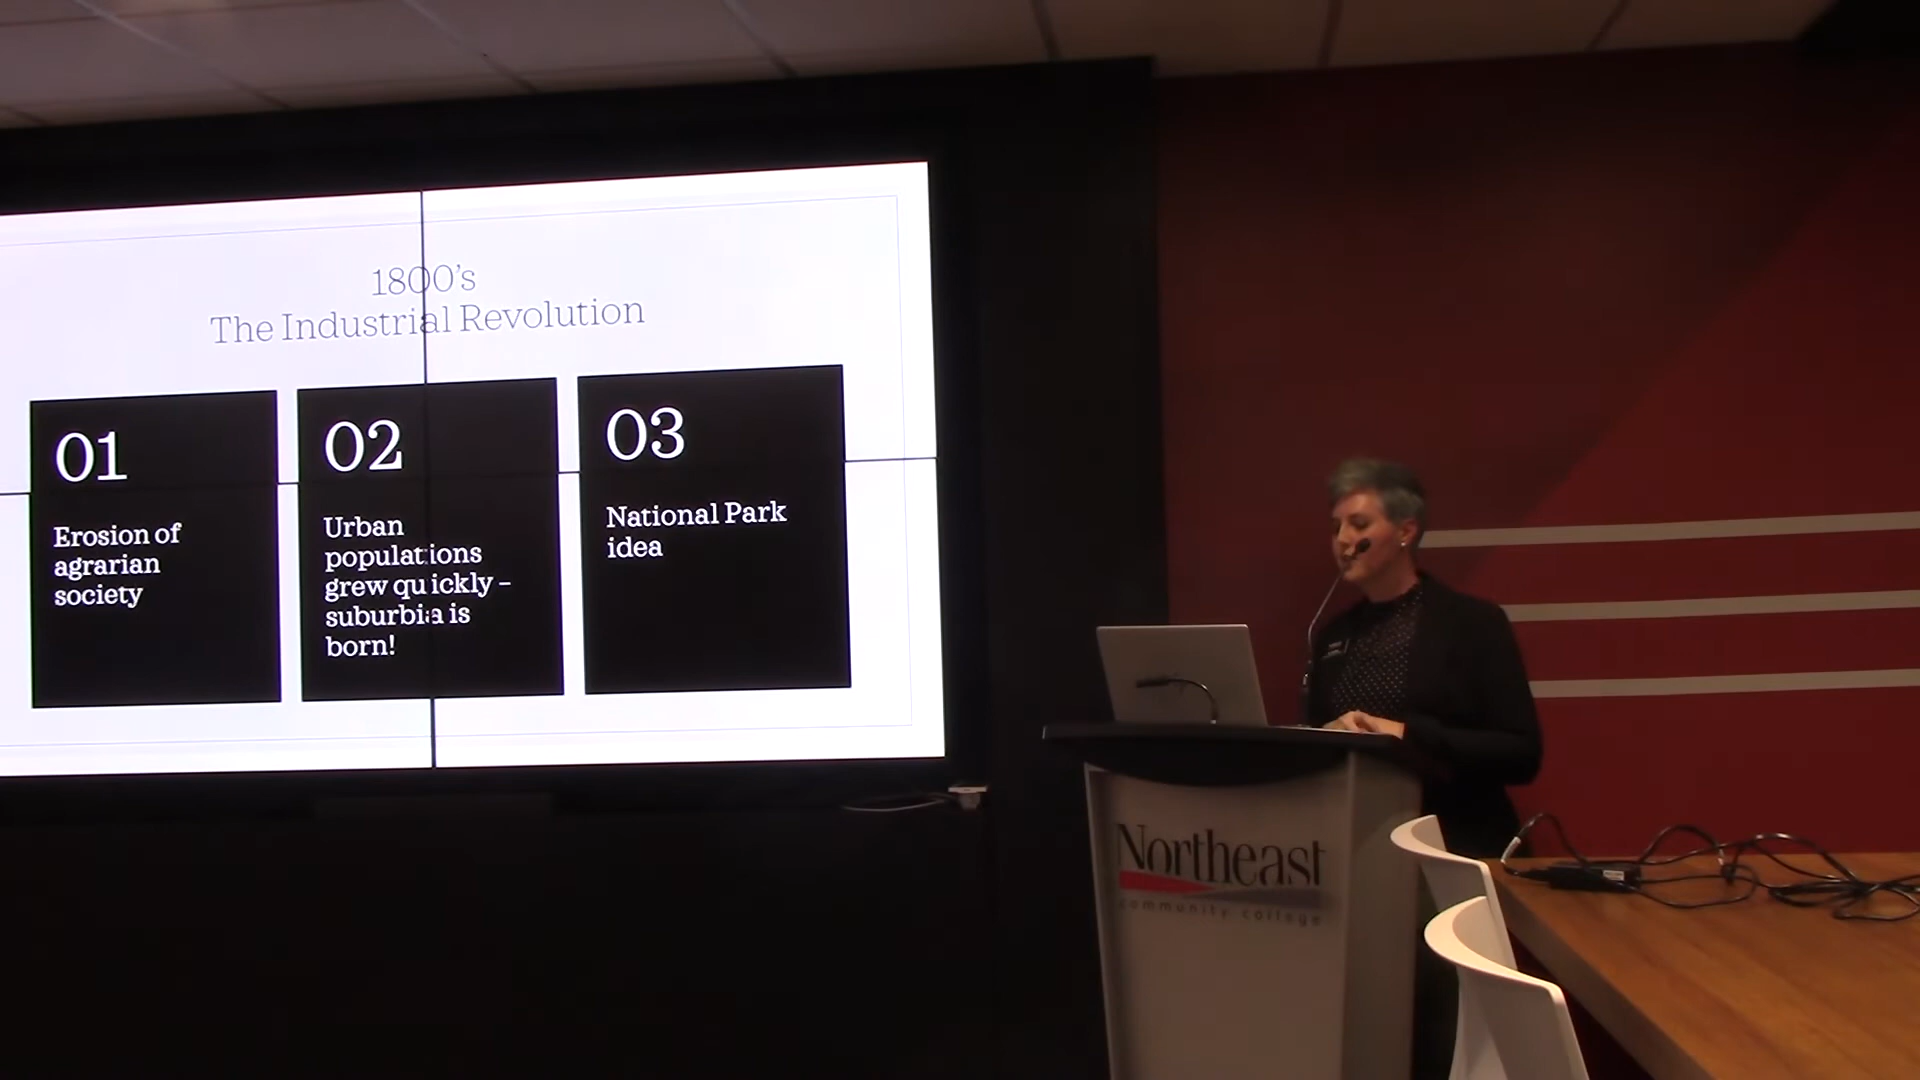 1800's
The Industrial Revolution
01
Erosion of
agrarian
society
02
Urban
populations
grew quickly –
suburbia is
born!
03
National Park
idea
Northeast
community college